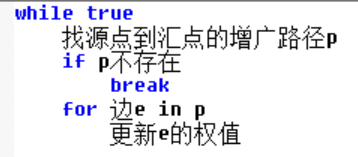 while true
找源点到汇点的增广路径p
if p不存在
break
for 边e in p
更新e的权值